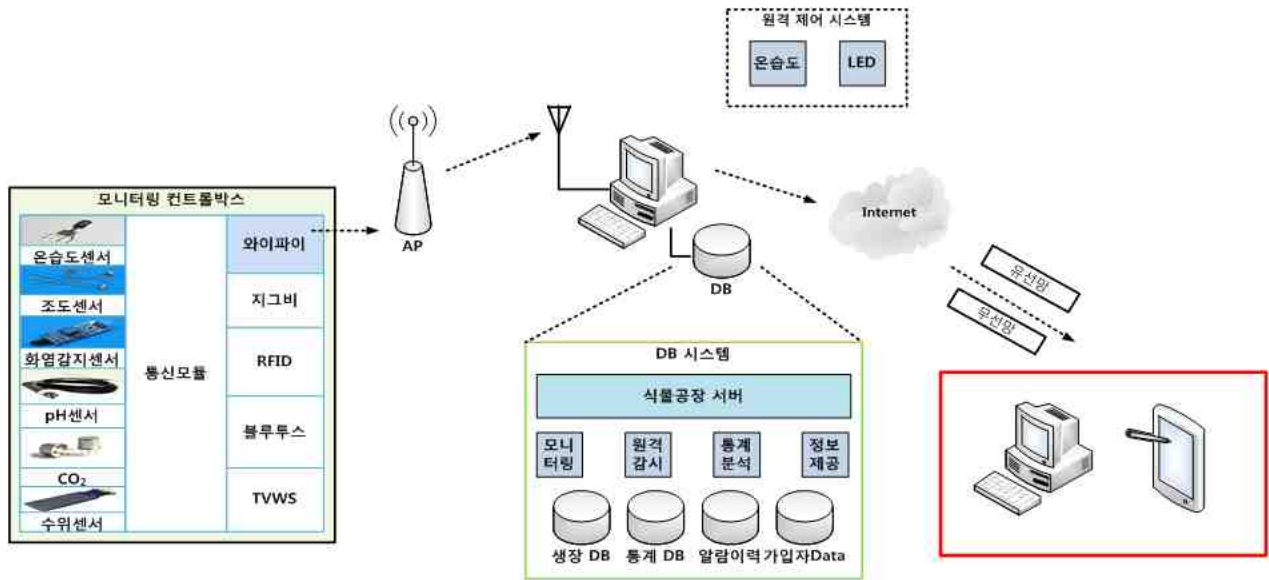 원격 제어 시스템
온습도
LED
모니터링 컨트롤박스
온습도센서
조도센서
화염감지센서
pH센서
CO₂
수위센서
통신모듈
와이파이
지그비
RFID
블루투스
TVWS
AP
DB
Internet
유선망
무선망
DB 시스템
식물공장 서버
모니
터링
원격
감시
통계
분석
정보
제공
생장 DB
통계 DB
알람이력
가입자Data